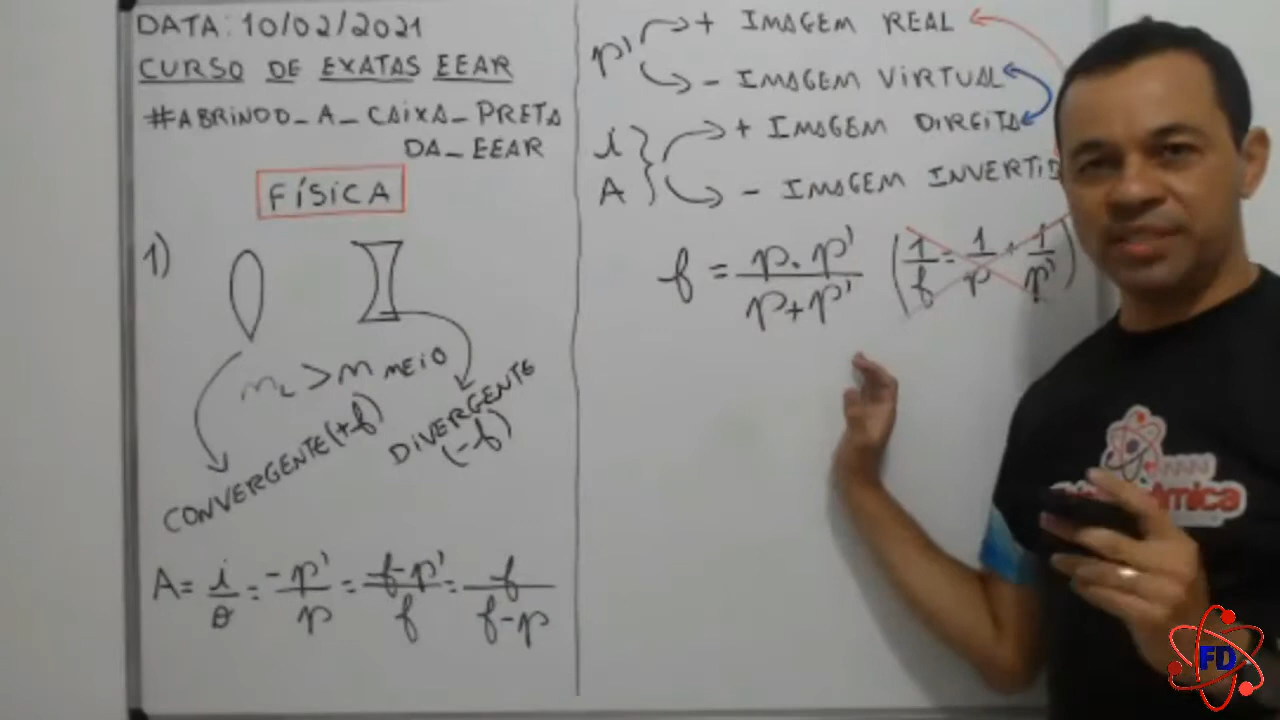 DATA: 10/02/2021
CURSO DE EXATAS EEAR
#ABRINDO_A_CAIXA_PRETA
DA_EEAR
FÍSICA
1)
n_L > n MEIO
CONVERGENTE (+f)
DIVERGENTE
(-f)
A = i/o = -p'/p = f-p'/f = f/f-p
p' + IMAGEM REAL
- IMAGEM VIRTUAL
i + IMAGEM DIREITA
A - IMAGEM INVERTID
f = p.p'/p+p' (1/f = 1/p + 1/p')
FD